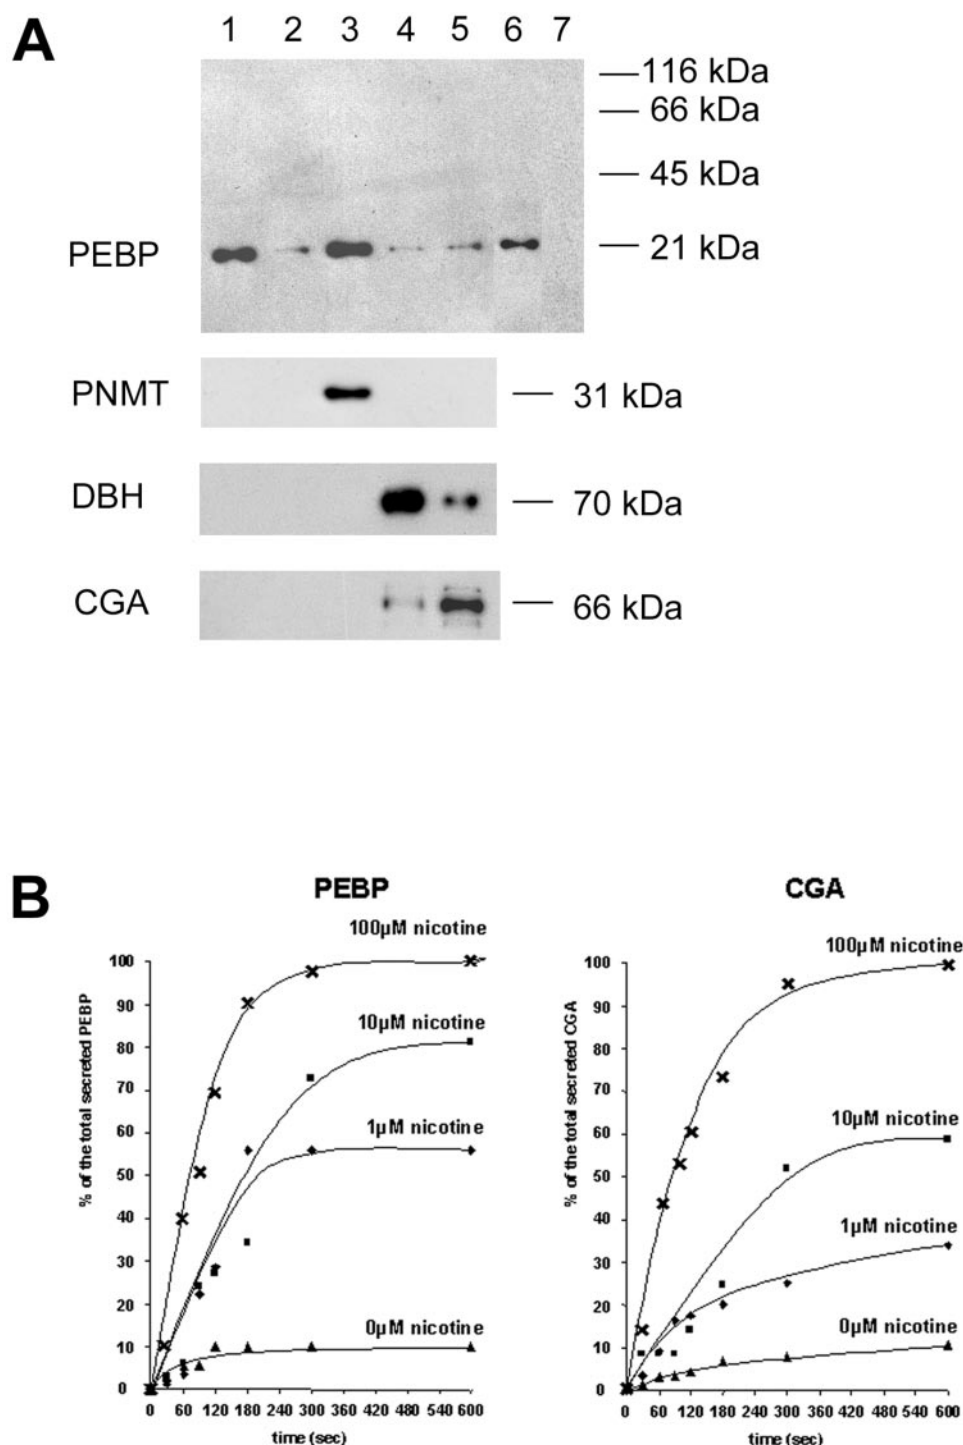 A
1 2 3 4 5 6 7
116 kDa
66 kDa
45 kDa
PEBP 21 kDa
PNMT 31 kDa
DBH 70 kDa
CGA 66 kDa
B
PEBP
% of the total secreted PEBP
100µM nicotine
10µM nicotine
1µM nicotine
0µM nicotine
100
90
80
70
60
50
40
30
20
10
0
0 60 120 180 240 300 360 420 480 540 600
time (sec)
CGA
% of the total secreted CGA
100µM nicotine
10µM nicotine
1µM nicotine
0µM nicotine
100
90
80
70
60
50
40
30
20
10
0
0 60 120 180 240 300 360 420 480 540 600
time (sec)